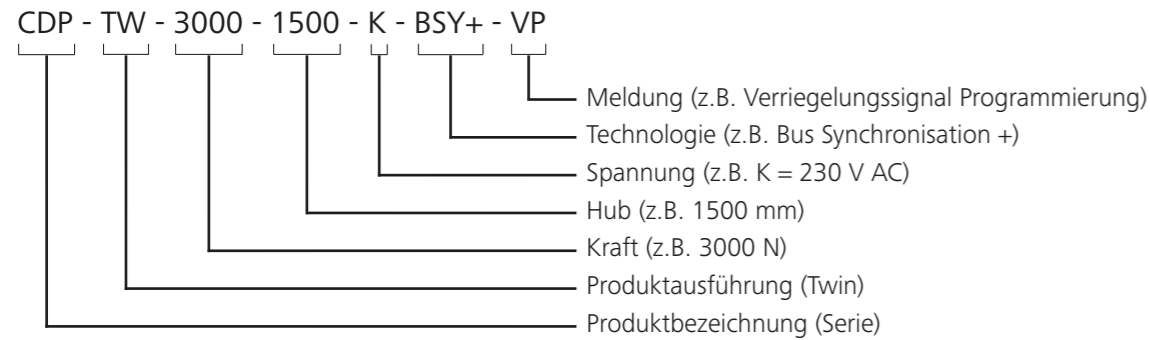 CDP - TW - 3000 - 1500 - K - BSY+ - VP
Meldung (z.B. Verriegelungssignal Programmierung)
Technologie (z.B. Bus Synchronisation +)
Spannung (z.B. K = 230 V AC)
Hub (z.B. 1500 mm)
Kraft (z.B. 3000 N)
Produktausführung (Twin)
Produktbezeichnung (Serie)